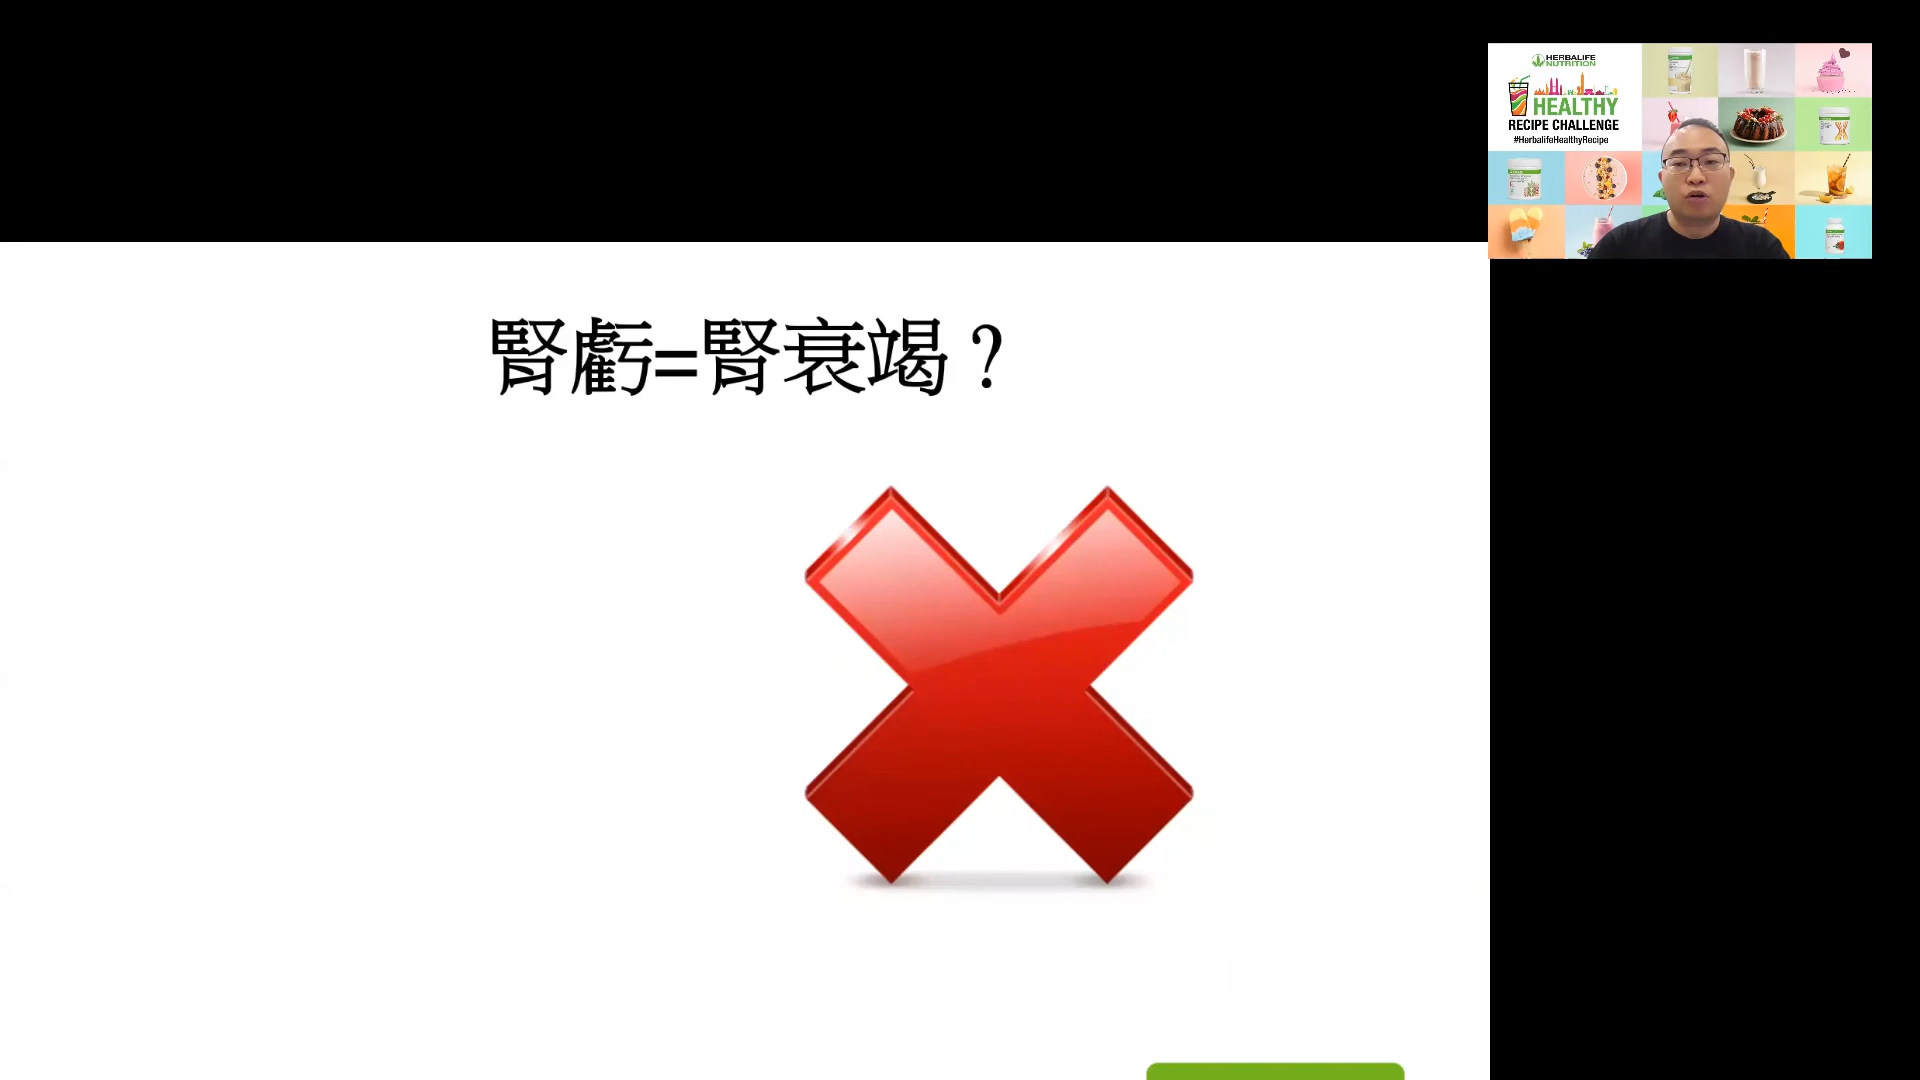 腎虧=腎衰竭？
HERBALIFE
NUTRITION
HEALTHY
RECIPE CHALLENGE
#HerbalifeHealthyRecipe